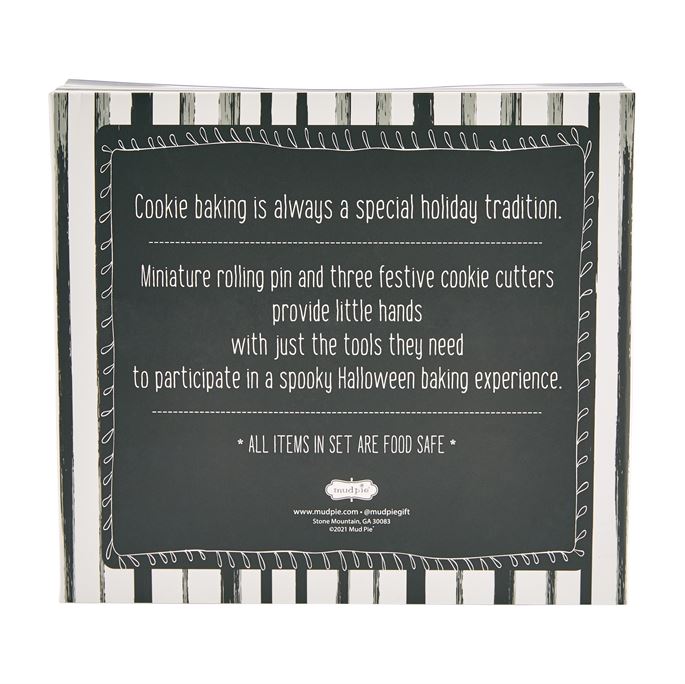 Cookie baking is always a special holiday tradition.
Miniature rolling pin and three festive cookie cutters
provide little hands
with just the tools they need
to participate in a spooky Halloween baking experience.
* ALL ITEMS IN SET ARE FOOD SAFE *
mud pie
www.mudpie.com • @mudpiegift
Stone Mountain, GA 30083
©2021 Mud Pie®